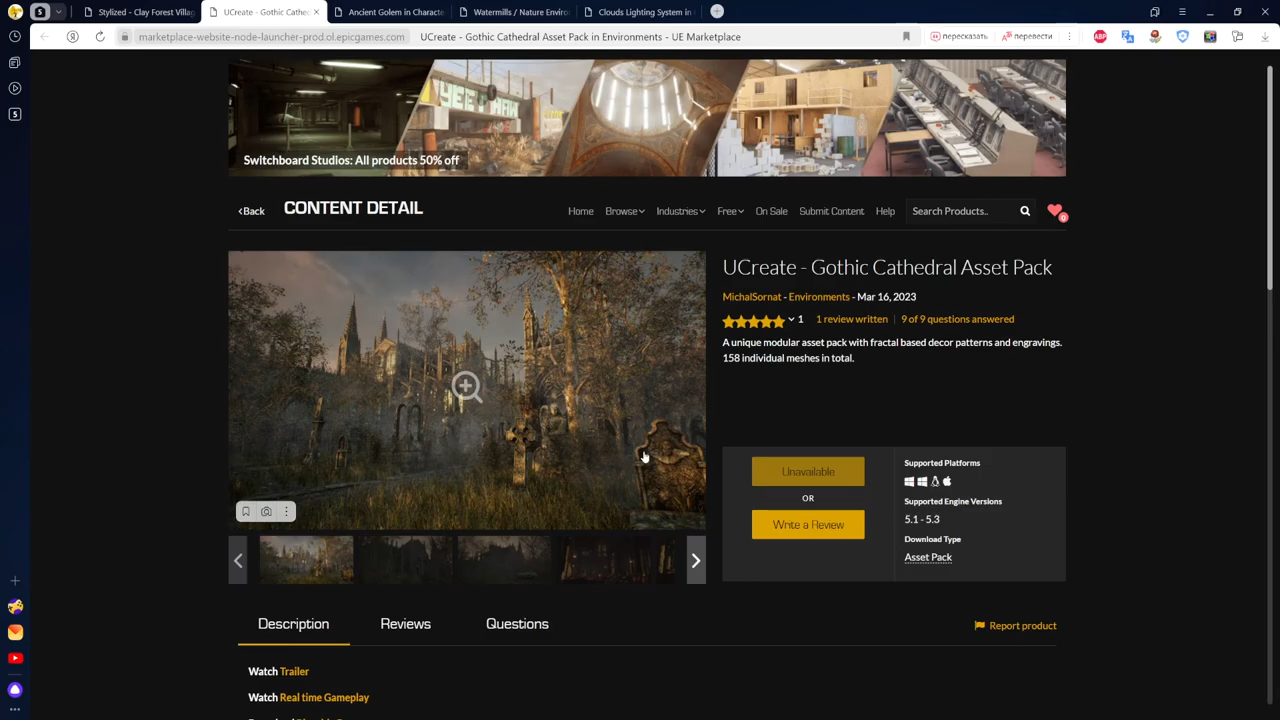 5
Stylized - Clay Forest Villag
UCreate - Gothic Cathed
Ancient Golem in Characte
Watermills / Nature Enviro
Clouds Lighting System in
marketplace-website-node-launcher-prod.ol.epicgames.com
UCreate - Gothic Cathedral Asset Pack in Environments - UE Marketplace
пересказать
перевести
ABP
5
Switchboard Studios: All products 50% off
Back
CONTENT DETAIL
Home
Browse
Industries
Free
On Sale
Submit Content
Help
Search Products..
0
UCreate - Gothic Cathedral Asset Pack
MichalSornat - Environments - Mar 16, 2023
1
1 review written
9 of 9 questions answered
A unique modular asset pack with fractal based decor patterns and engravings.
158 individual meshes in total.
Unavailable
OR
Write a Review
Supported Platforms
Supported Engine Versions
5.1 - 5.3
Download Type
Asset Pack
Description
Reviews
Questions
Report product
Watch Trailer
Watch Real time Gameplay